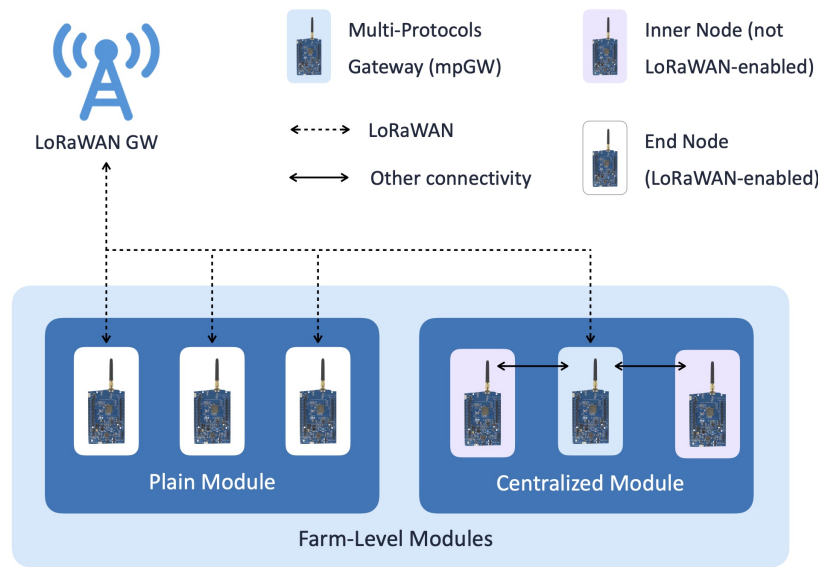 Multi-Protocols
Gateway (mpGW)
Inner Node (not
LoRaWAN-enabled)
LoRaWAN GW
LoRaWAN
Other connectivity
End Node
(LoRaWAN-enabled)
Plain Module
Centralized Module
Farm-Level Modules